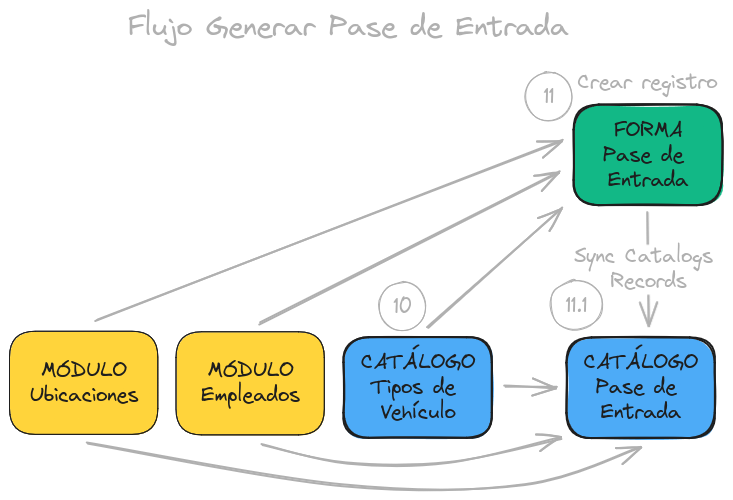 Flujo Generar Pase de Entrada
11
Crear registro
FORMA
Pase de
Entrada
Sync Catalogs
Records
10
11.1
MÓDULO
Ubicaciones
MÓDULO
Empleados
CATÁLOGO
Tipos de
Vehículo
CATÁLOGO
Pase de
Entrada